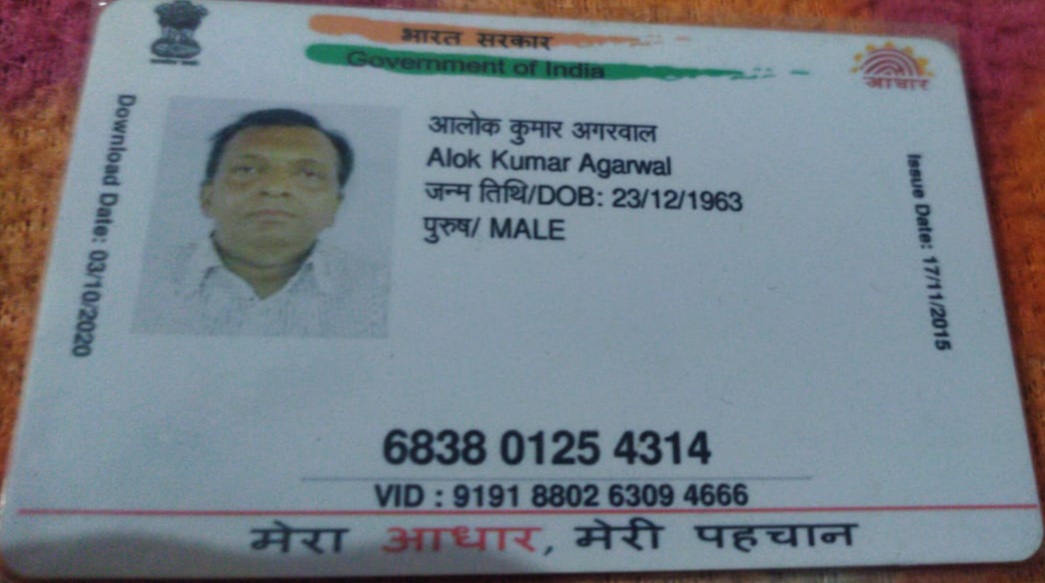 भारत सरकार
Government of India
आधार
Download Date: 03/10/2020
आलोक कुमार अगरवाल
Alok Kumar Agarwal
जन्म तिथि/DOB: 23/12/1963
पुरुष/ MALE
Issue Date: 17/11/2015
6838 0125 4314
VID : 9191 8802 6309 4666
मेरा आधार, मेरी पहचान